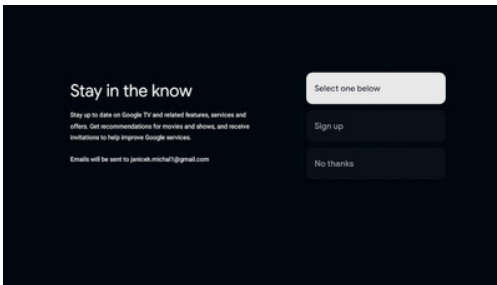 Stay in the know
Stay up to date on Google TV and related features, services and
offers. Get recommendations for movies and shows, and receive
invitations to help improve Google services.
Emails will be sent to janicek.michal1@gmail.com
Select one below
Sign up
No thanks